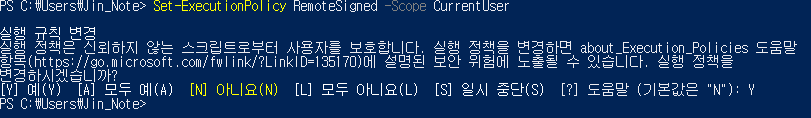 PS C:\Users\Jin_Note> Set-ExecutionPolicy RemoteSigned -Scope CurrentUser
실행 규칙 변경
실행 정책은 신뢰하지 않는 스크립트로부터 사용자를 보호합니다. 실행 정책을 변경하면 about_Execution_Policies 도움말
항목(https://go.microsoft.com/fwlink/?LinkID=135170)에 설명된 보안 위험에 노출될 수 있습니다. 실행 정책을
변경하시겠습니까?
[Y] 예(Y)  [A] 모두 예(A)  [N] 아니요(N)  [L] 모두 아니요(L)  [S] 일시 중단(S)  [?] 도움말 (기본값은 "N"): Y
PS C:\Users\Jin_Note>